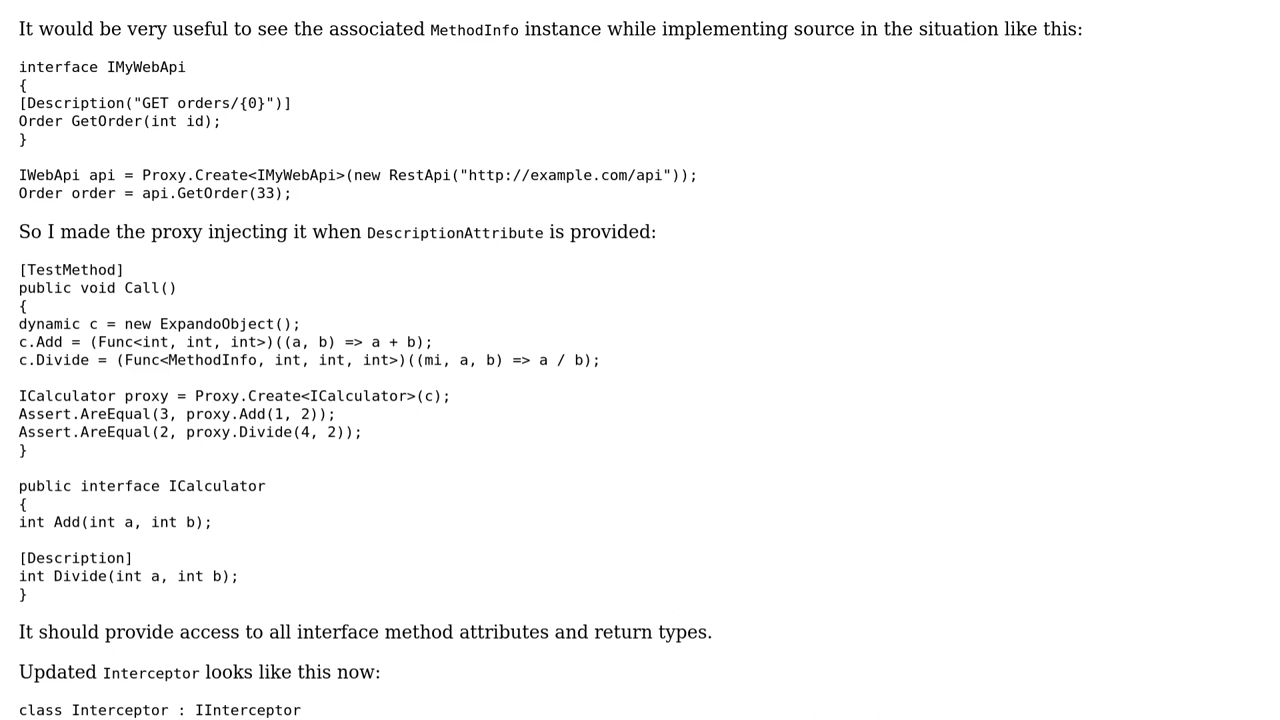 It would be very useful to see the associated MethodInfo instance while implementing source in the situation like this:
interface IMyWebApi
{
[Description("GET orders/{0}")]
Order GetOrder(int id);
}
IWebApi api = Proxy.Create<IMyWebApi>(new RestApi("http://example.com/api"));
Order order = api.GetOrder(33);
So I made the proxy injecting it when DescriptionAttribute is provided:
[TestMethod]
public void Call()
{
dynamic c = new ExpandoObject();
c.Add = (Func<int, int, int>)((a, b) => a + b);
c.Divide = (Func<MethodInfo, int, int, int>)((mi, a, b) => a / b);
ICalculator proxy = Proxy.Create<ICalculator>(c);
Assert.AreEqual(3, proxy.Add(1, 2));
Assert.AreEqual(2, proxy.Divide(4, 2));
}
public interface ICalculator
{
int Add(int a, int b);
[Description]
int Divide(int a, int b);
}
It should provide access to all interface method attributes and return types.
Updated Interceptor looks like this now:
class Interceptor : IInterceptor